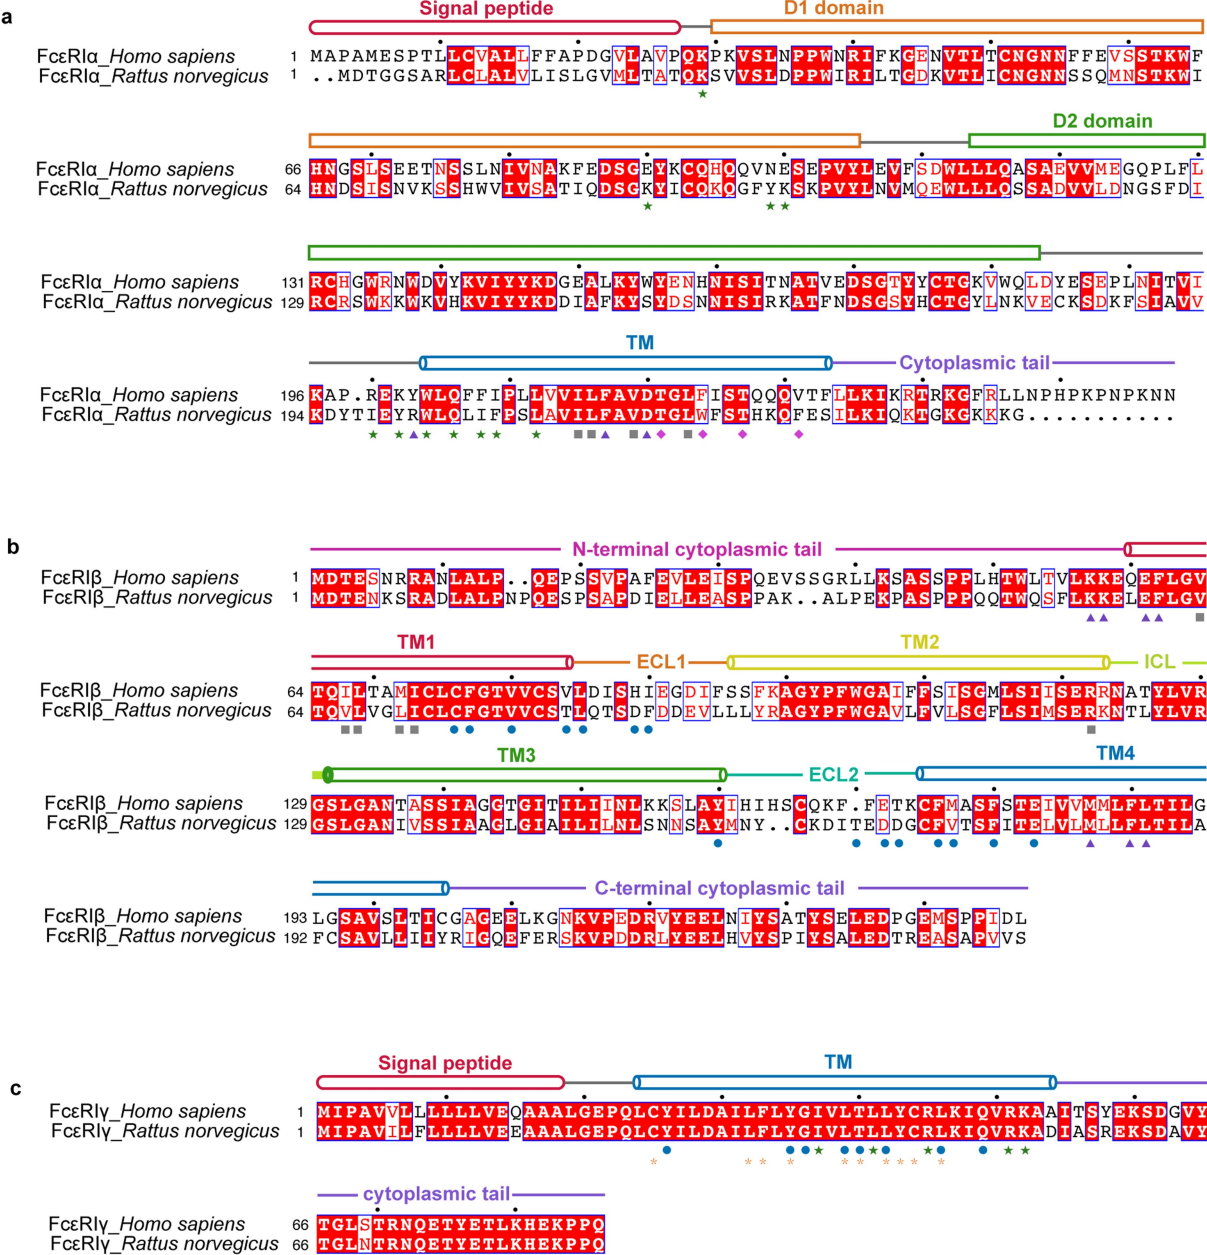 a
Signal peptide D1 domain
FcεRIα_Homo sapiens 1 MAPAMESPTLLCVALLFFAPDGVLAVPQKPKVSLNPPWNRIFKGENVTLTCNGNNFFEVSSTKWF
FcεRIα_Rattus norvegicus 1 ..MDTGGSARLCLALVLISLGVMLTATQKSVVSLDPPWIRILTGDKVTLICNGNNSSQMNSTKWI
D2 domain
FcεRIα_Homo sapiens 66 HNGSLSEETNSSLNIVNAKFEDSGEYKCQHQQVNESEPVYLEVFSDWLLLQASAEVVMEGQPLFL
FcεRIα_Rattus norvegicus 64 HNDSISNVKSSHWVIVSATIQDSGKYICQKQGFYKSKPVYLNVMQEWLLLQSSADVVLDNGSFDI
FcεRIα_Homo sapiens 131 RCHGWRNWDVYKVIYYKDGEALKYWYENHNISITNATVEDSGTYYCTGKVWQLDYESEPLNITVI
FcεRIα_Rattus norvegicus 129 RCRSWKKWKVHKVIYYKDDIAFKYSYDSNNISIRKATFNDSGSYHCTGYLNKVECKSDKFSIAVV
TM Cytoplasmic tail
FcεRIα_Homo sapiens 196 KAP.REKYWLQFFIPLLVVILFAVDTGLFISTQQQVTFLLKIKRTRKGFRLLNPHPKPNPKNN
FcεRIα_Rattus norvegicus 194 KDYTIEYRWLQLIFPSLAVILFAVDTGLWFSTHKQFESILKIQKTGKGKKKG...........
b
N-terminal cytoplasmic tail
FcεRIβ_Homo sapiens 1 MDTESNRRANLALP..QEPSSVPAFEVLEISPQEVSSGRLLKSASSPPLHTWLTVLKKEQEFLGV
FcεRIβ_Rattus norvegicus 1 MDTENKSRADLALPNPQESPSAPDIELLEASPPAK..ALPEKPASPPPQQTWQSFLKKELEFLGV
TM1 ECL1 TM2 ICL
FcεRIβ_Homo sapiens 64 TQILTAMICLCFGTVVCSVLDISHIEGDIFSSFKAGYPFWGAIFFSISGMLSIISERRNATYLVR
FcεRIβ_Rattus norvegicus 64 TQVLVGLICLCFGTVVCSTLQTSDFDDEVLLLYRAGYPFWGAVLFVLSGFLSIMSERKNTLYLVR
TM3 ECL2 TM4
FcεRIβ_Homo sapiens 129 GSLGANTASSIAGGTGITILIINLKKSLAYIHIHSCQKF.FETKCFMASFSTEIVVMMLFLTILG
FcεRIβ_Rattus norvegicus 129 GSLGANIVSSIAAGLGIAILILNLSNNSAYMNY..CKDITEDDGCFVTSFITELVLMLLFLTILA
C-terminal cytoplasmic tail
FcεRIβ_Homo sapiens 193 LGSAVSLTICGAGEELKGNKVPEDRVYEELNIYSATYSELEDPGEMSPPIDL
FcεRIβ_Rattus norvegicus 192 FCSAVLLIIYRIGQEFERSKVPDDRLYEELHVYSPIYSALEDTREASAPVVS
c
Signal peptide TM
FcεRIγ_Homo sapiens 1 MIPAVVLLLLLLVEQAAALGEPQLCYILDAILFLYGIVLTLLYCRLKIQVRKAAITSYEKSDGVY
FcεRIγ_Rattus norvegicus 1 MIPAVILFLLLLVEEAAALGEPQLCYILDAILFLYGIVLTLLYCRLKIQVRKADIASREKSDAVY
cytoplasmic tail
FcεRIγ_Homo sapiens 66 TGLSTRNQETYETLKHEKPPQ
FcεRIγ_Rattus norvegicus 66 TGLNTRNQETYETLKHEKPPQ